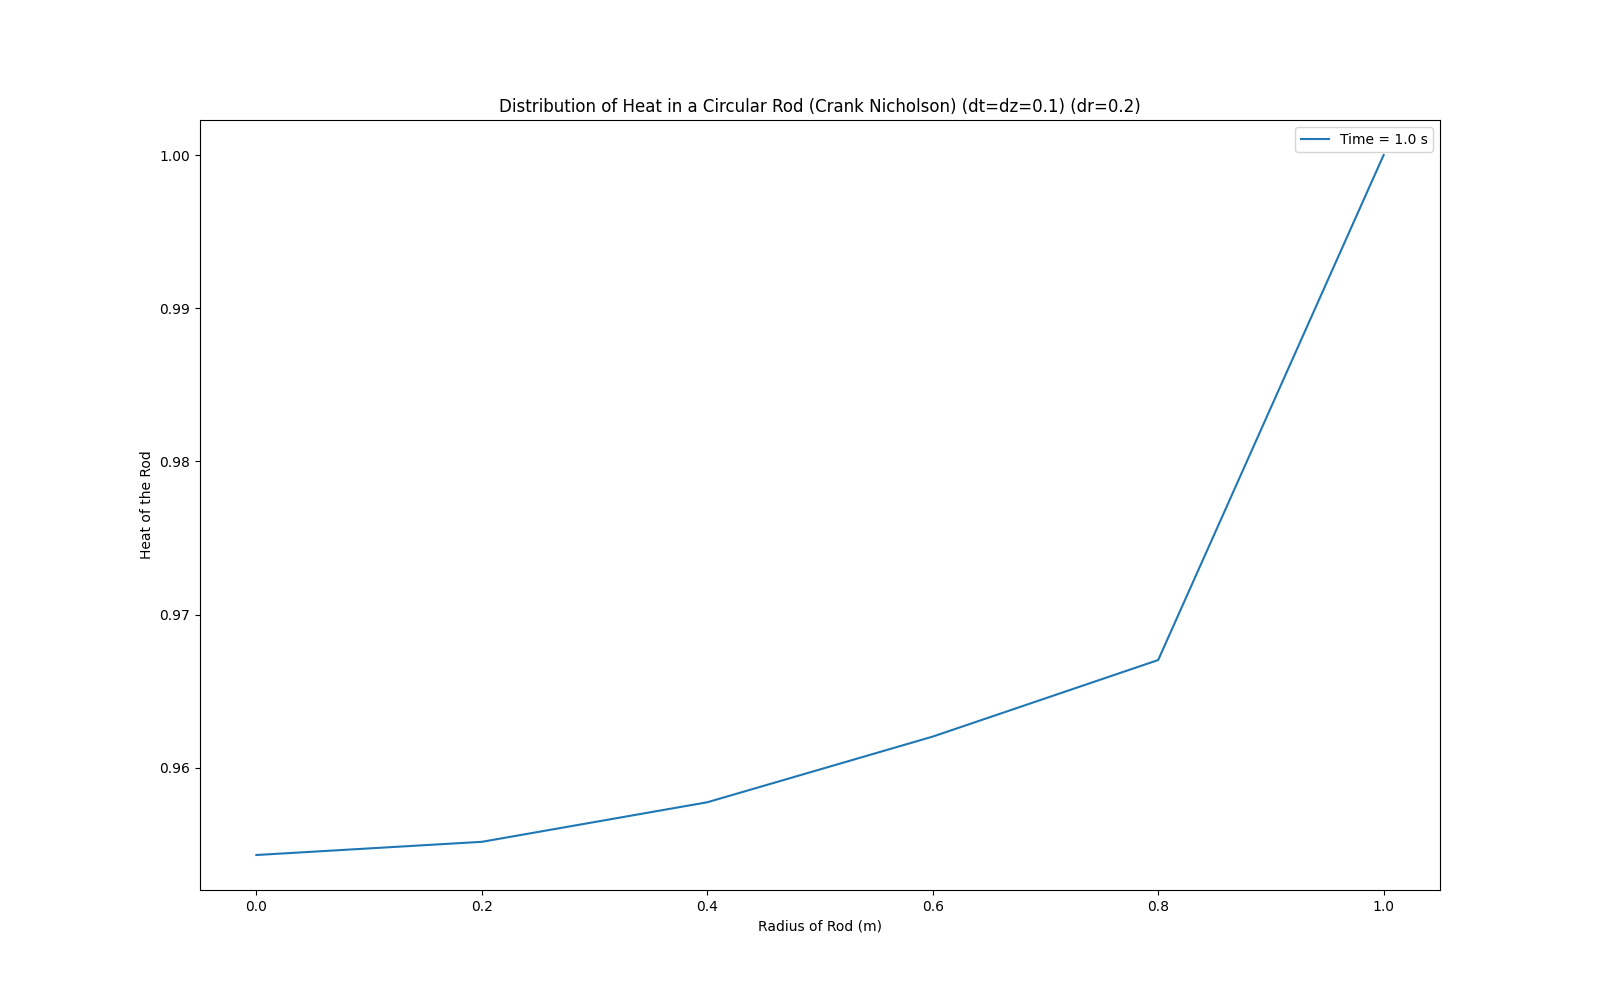 Distribution of Heat in a Circular Rod (Crank Nicholson) (dt=dz=0.1) (dr=0.2)
Time = 1.0 s
1.00
0.99
0.98
0.97
0.96
Heat of the Rod
0.0 0.2 0.4 0.6 0.8 1.0
Radius of Rod (m)